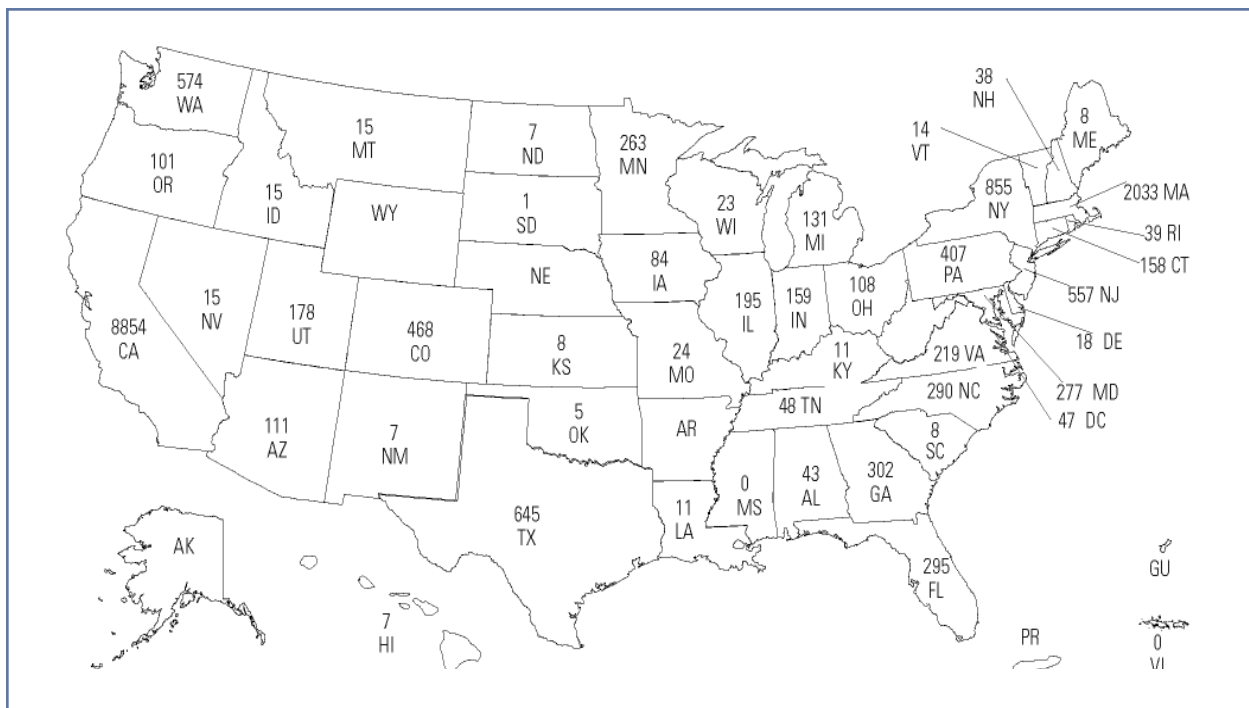 574
WA
101
OR
8854
CA
15
NV
15
ID
15
MT
WY
178
UT
468
CO
111
AZ
7
NM
7
ND
1
SD
NE
8
KS
5
OK
645
TX
263
MN
84
IA
24
MO
AR
11
LA
23
WI
195
IL
131
MI
159
IN
108
OH
11
KY
48 TN
0
MS
43
AL
302
GA
295
FL
8
SC
290 NC
219 VA
407
PA
855
NY
14
VT
38
NH
8
ME
2033 MA
39 RI
158 CT
557 NJ
18 DE
277 MD
47 DC
AK
7
HI
PR
GU
0
VI